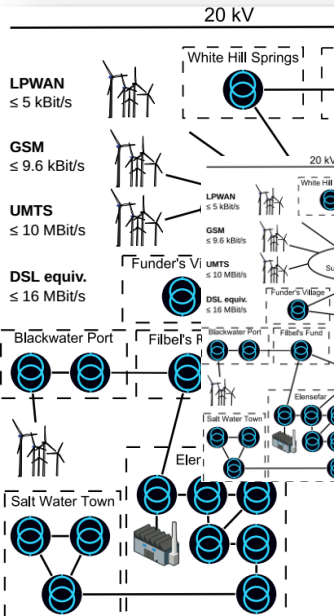 20 kV
White Hill Springs
LPWAN
≤ 5 kBit/s
GSM
≤ 9.6 kBit/s
UMTS
≤ 10 MBit/s
DSL equiv.
≤ 16 MBit/s
Funder's Vi
Blackwater Port
Filbel's F
Elen
Salt Water Town
20 kV
White Hill
LPWAN
≤ 5 kBit/s
GSM
≤ 9.6 kBit/s
UMTS
≤ 10 MBit/s
Su
DSL equiv.
≤ 16 MBit/s
Funder's Village
Blackwater Port
Filbel's Fund
Elensefar
Salt Water Town